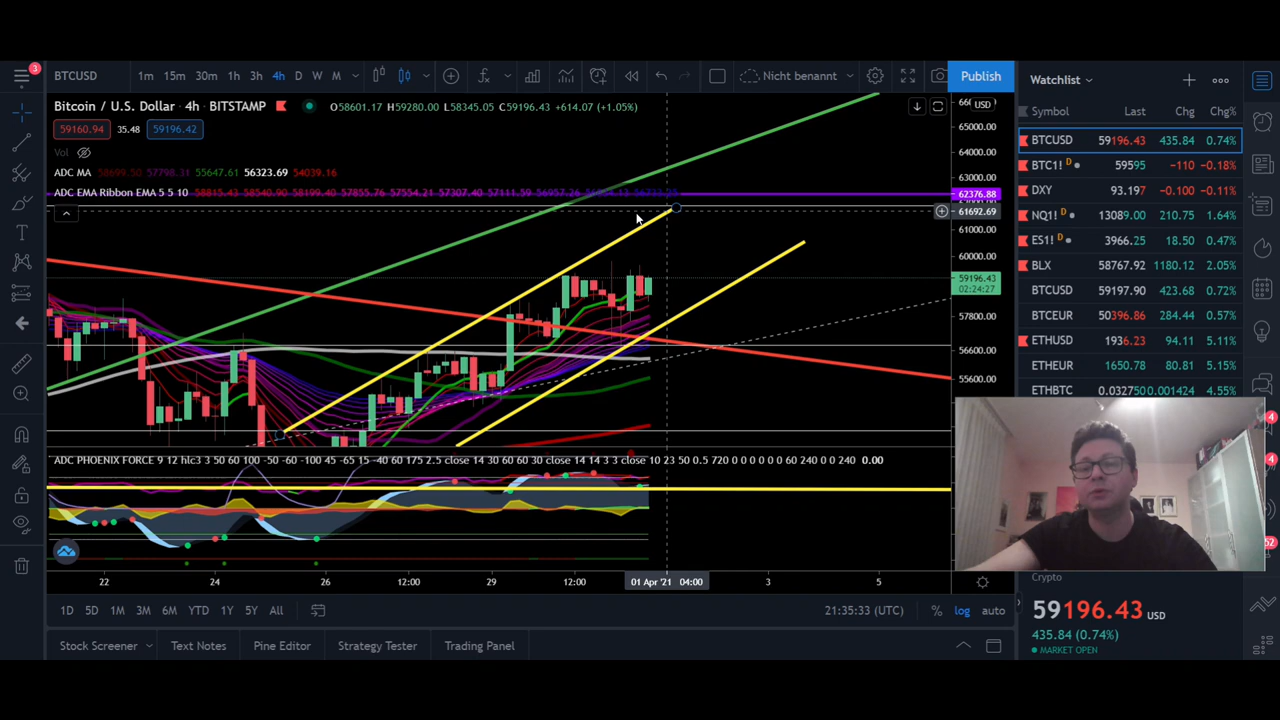 3
BTCUSD 1m 15m 30m 1h 3h 4h D W M Nicht benannt Publish
Watchlist
Bitcoin / U.S. Dollar · 4h · BITSTAMP O58601.17 H59280.00 L58345.05 C59196.43 +614.07 (+1.05%)
USD
Symbol Last Chg Chg%
59160.94 35.48 59196.42
Vol
ADC MA 58699.50 57798.31 55647.61 56323.69 54039.16
ADC EMA Ribbon EMA 5 5 10 58815.43 58540.90 58199.40 57855.76 57554.21 57307.40 57111.59 56957.26
65000.00
64000.00
63000.00
62376.88
61692.69
61000.00
60000.00
59196.43
02:24:27
57800.00
56600.00
55600.00
BTCUSD 59196.43 435.84 0.74%
BTC1! D 59595 −110 −0.18%
DXY 93.197 −0.100 −0.11%
NQ1! D 13089.00 210.75 1.64%
ES1! D 3966.25 18.50 0.47%
BLX 58767.92 1180.12 2.05%
BTCUSD 59197.90 423.68 0.72%
BTCEUR 50396.86 284.44 0.57%
ETHUSD 1936.23 94.11 5.11%
ETHEUR 1650.78 80.81 5.15%
ETHBTC 0.032750 0.001424 4.55%
ADC PHOENIX FORCE 9 12 hlc3 3 50 60 100 -50 -60 -100 45 -65 15 -40 60 175 2.5 close 14 30 60 60 30 close 14 14 3 3 close 10 23 50 0.5 720 0 0 0 0 0 0 60 240 0 0 240 0.00
22 24 26 12:00 29 12:00 01 Apr '21 04:00 3 5
4
4
52
Crypto
59196.43 USD
435.84 (0.74%)
MARKET OPEN
1D 5D 1M 3M 6M YTD 1Y 5Y All 21:35:33 (UTC) % log auto
Stock Screener Text Notes Pine Editor Strategy Tester Trading Panel